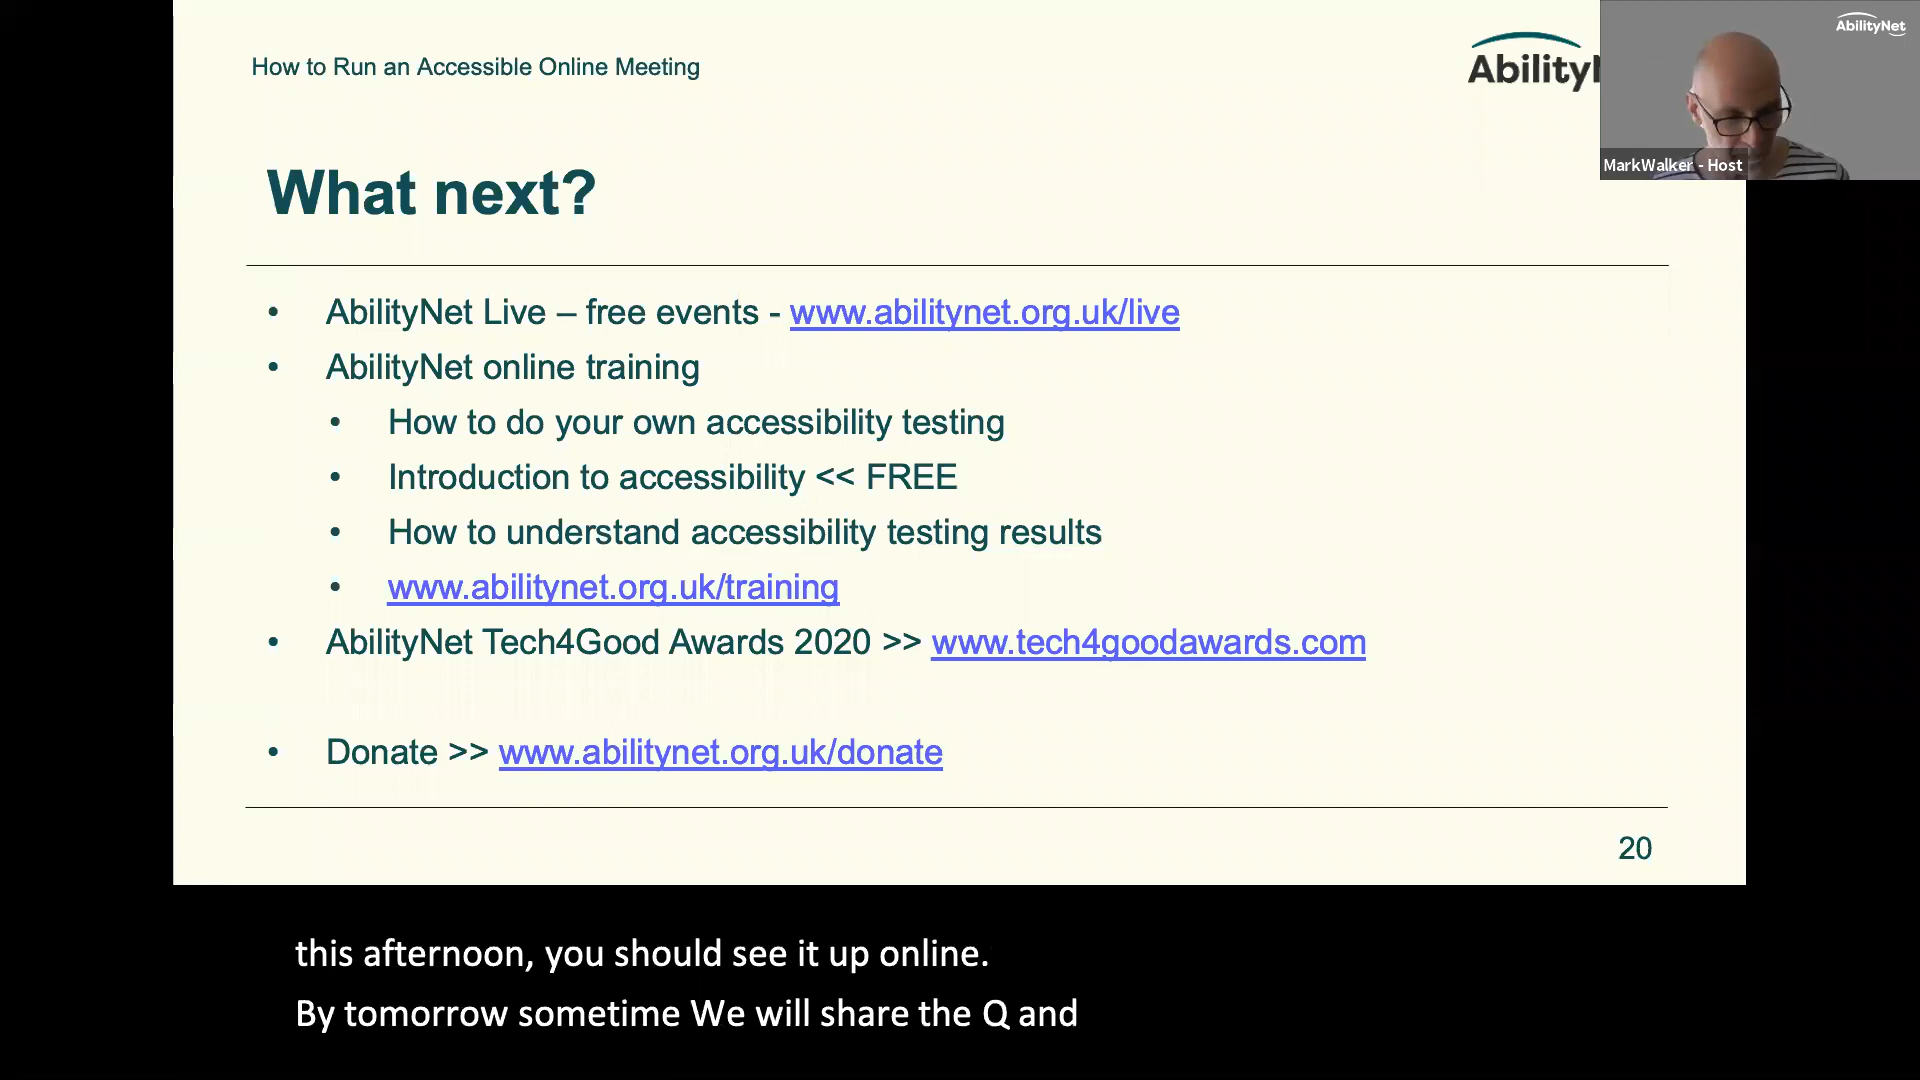 How to Run an Accessible Online Meeting
AbilityN
AbilityNet
MarkWalker - Host
What next?
• AbilityNet Live – free events - www.abilitynet.org.uk/live
• AbilityNet online training
• How to do your own accessibility testing
• Introduction to accessibility << FREE
• How to understand accessibility testing results
• www.abilitynet.org.uk/training
• AbilityNet Tech4Good Awards 2020 >> www.tech4goodawards.com
• Donate >> www.abilitynet.org.uk/donate
20
this afternoon, you should see it up online.
By tomorrow sometime We will share the Q and